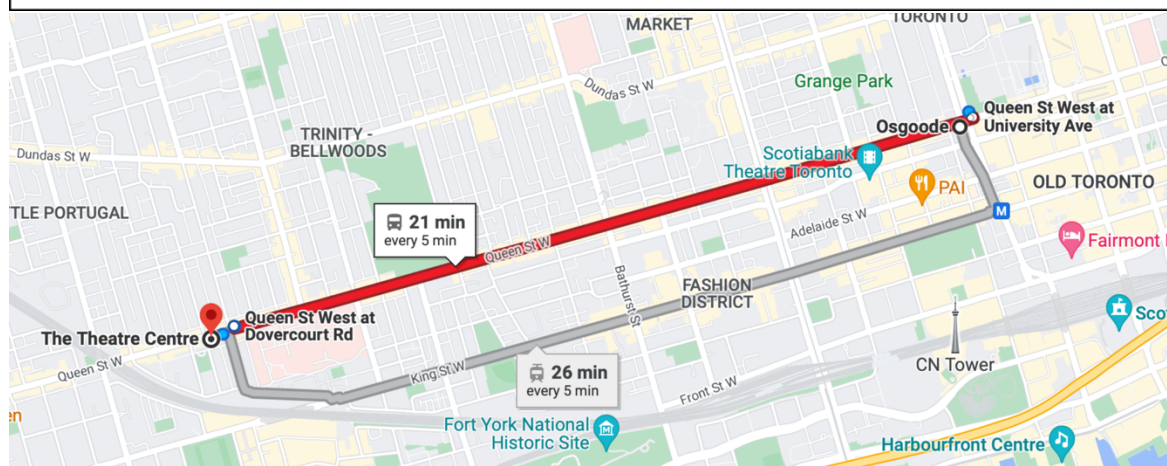 MARKET
TORONTO
Dundas St W
Grange Park
Queen St West at
University Ave
Osgoode
TRINITY -
BELLWOODS
Dundas St W
Scotiabank
Theatre Toronto
PAI
OLD TORONTO
M
TLE PORTUGAL
21 min
every 5 min
Adelaide St W
Queen St W
Fairmont
Bathurst St
FASHION
DISTRICT
Queen St West at
Dovercourt Rd
The Theatre Centre
Queen St W
King St W
26 min
every 5 min
Front St W
CN Tower
Sco
en
Fort York National
Historic Site
Harbourfront Centre